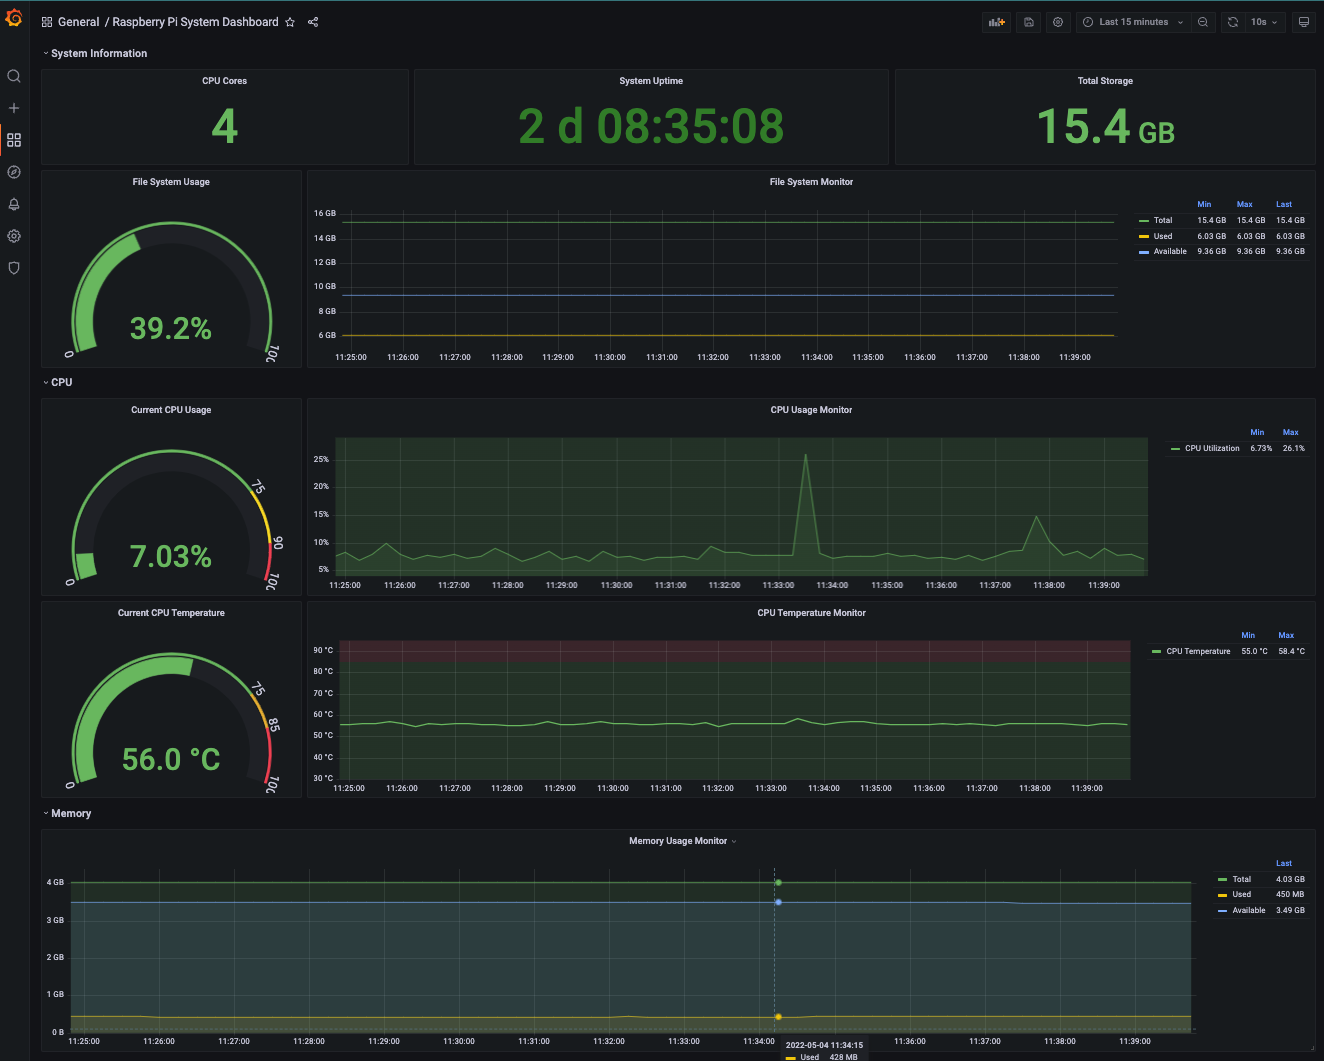 General / Raspberry Pi System Dashboard
Last 15 minutes
10s
System Information
CPU Cores
4
System Uptime
2 d 08:35:08
Total Storage
15.4 GB
File System Usage
39.2%
0
100
File System Monitor
16 GB
14 GB
12 GB
10 GB
8 GB
6 GB
11:25:00 11:26:00 11:27:00 11:28:00 11:29:00 11:30:00 11:31:00 11:32:00 11:33:00 11:34:00 11:35:00 11:36:00 11:37:00 11:38:00 11:39:00
Min Max Last
Total 15.4 GB 15.4 GB 15.4 GB
Used 6.03 GB 6.03 GB 6.03 GB
Available 9.36 GB 9.36 GB 9.36 GB
CPU
Current CPU Usage
7.03%
0
75
90
100
CPU Usage Monitor
25%
20%
15%
10%
5%
11:25:00 11:26:00 11:27:00 11:28:00 11:29:00 11:30:00 11:31:00 11:32:00 11:33:00 11:34:00 11:35:00 11:36:00 11:37:00 11:38:00 11:39:00
Min Max
CPU Utilization 6.73% 26.1%
Current CPU Temperature
56.0 °C
0
75
85
100
CPU Temperature Monitor
90 °C
80 °C
70 °C
60 °C
50 °C
40 °C
30 °C
11:25:00 11:26:00 11:27:00 11:28:00 11:29:00 11:30:00 11:31:00 11:32:00 11:33:00 11:34:00 11:35:00 11:36:00 11:37:00 11:38:00 11:39:00
Min Max
CPU Temperature 55.0 °C 58.4 °C
Memory
Memory Usage Monitor
4 GB
3 GB
2 GB
1 GB
0 B
11:25:00 11:26:00 11:27:00 11:28:00 11:29:00 11:30:00 11:31:00 11:32:00 11:33:00 11:34:00 11:36:00 11:37:00 11:38:00 11:39:00
Last
Total 4.03 GB
Used 450 MB
Available 3.49 GB
2022-05-04 11:34:15
Used 428 MB